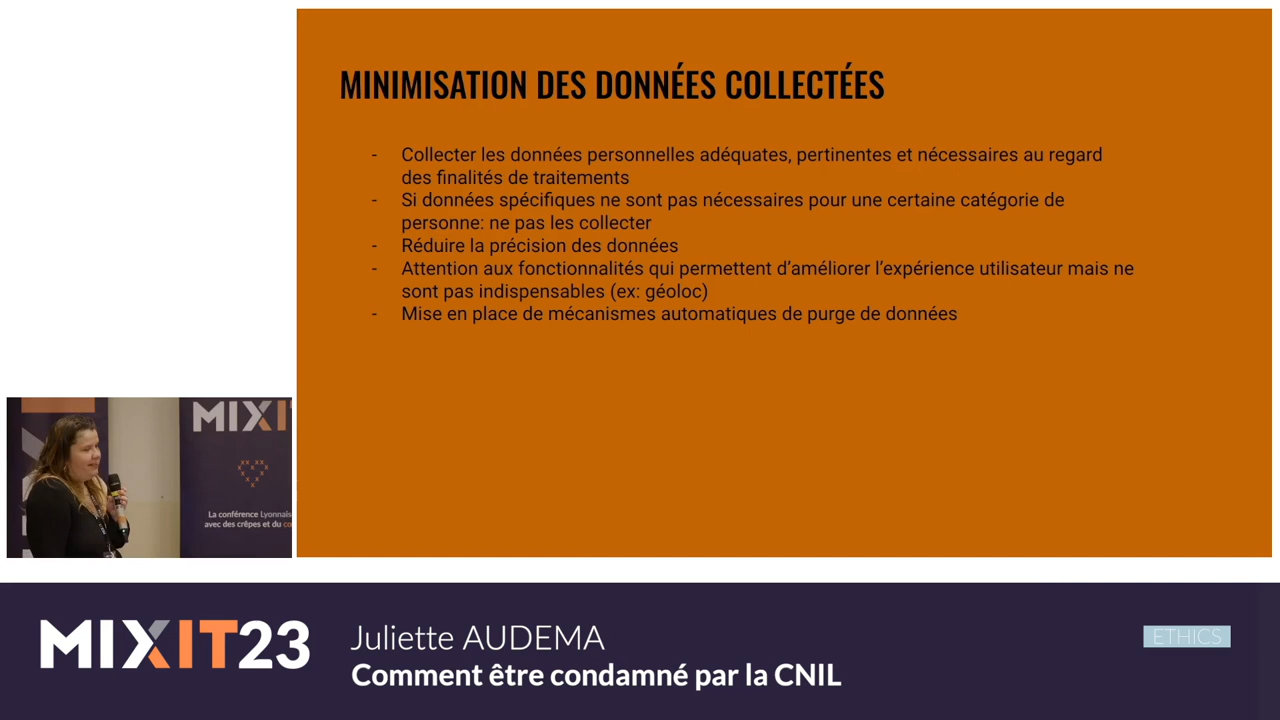 MINIMISATION DES DONNÉES COLLECTÉES
- Collecter les données personnelles adéquates, pertinentes et nécessaires au regard
des finalités de traitements
- Si données spécifiques ne sont pas nécessaires pour une certaine catégorie de
personne: ne pas les collecter
- Réduire la précision des données
- Attention aux fonctionnalités qui permettent d'améliorer l'expérience utilisateur mais ne
sont pas indispensables (ex: géoloc)
- Mise en place de mécanismes automatiques de purge de données
MIXIT
La conférence Lyonnais
avec des crêpes et du co
MIXIT23
Juliette AUDEMA
Comment être condamné par la CNIL
ETHICS